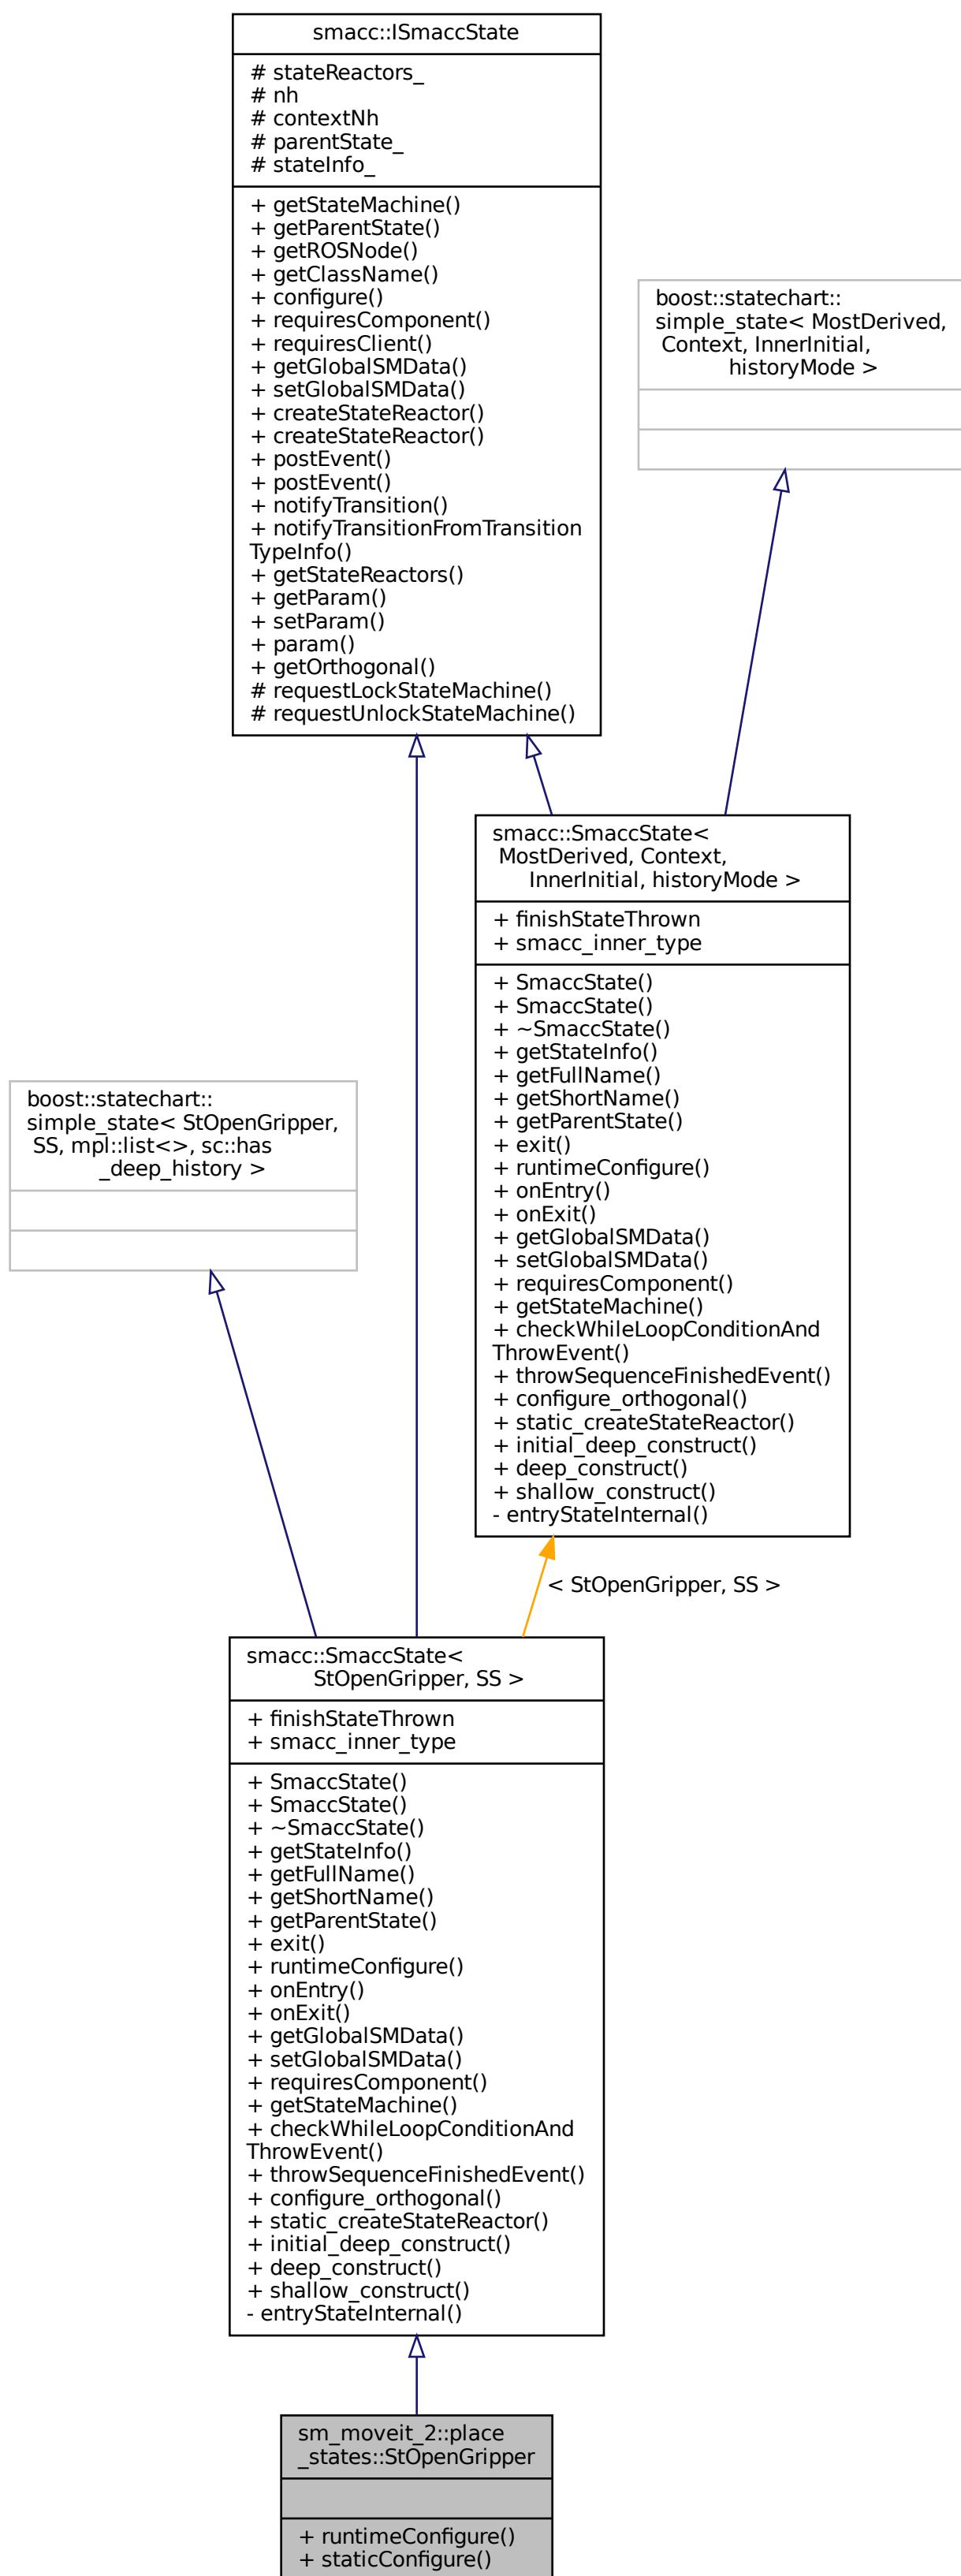 smacc::ISmaccState
# stateReactors_
# nh
# contextNh
# parentState_
# stateInfo_
+ getStateMachine()
+ getParentState()
+ getROSNode()
+ getClassName()
+ configure()
+ requiresComponent()
+ requiresClient()
+ getGlobalSMData()
+ setGlobalSMData()
+ createStateReactor()
+ createStateReactor()
+ postEvent()
+ postEvent()
+ notifyTransition()
+ notifyTransitionFromTransition
TypeInfo()
+ getStateReactors()
+ getParam()
+ setParam()
+ param()
+ getOrthogonal()
# requestLockStateMachine()
# requestUnlockStateMachine()
boost::statechart::
simple_state< MostDerived,
Context, InnerInitial,
historyMode >
smacc::SmaccState<
MostDerived, Context,
InnerInitial, historyMode >
+ finishStateThrown
+ smacc_inner_type
+ SmaccState()
+ SmaccState()
+ ~SmaccState()
+ getStateInfo()
+ getFullName()
+ getShortName()
+ getParentState()
+ exit()
+ runtimeConfigure()
+ onEntry()
+ onExit()
+ getGlobalSMData()
+ setGlobalSMData()
+ requiresComponent()
+ getStateMachine()
+ checkWhileLoopConditionAnd
ThrowEvent()
+ throwSequenceFinishedEvent()
+ configure_orthogonal()
+ static_createStateReactor()
+ initial_deep_construct()
+ deep_construct()
+ shallow_construct()
- entryStateInternal()
boost::statechart::
simple_state< StOpenGripper,
SS, mpl::list<>, sc::has
_deep_history >
< StOpenGripper, SS >
smacc::SmaccState<
StOpenGripper, SS >
+ finishStateThrown
+ smacc_inner_type
+ SmaccState()
+ SmaccState()
+ ~SmaccState()
+ getStateInfo()
+ getFullName()
+ getShortName()
+ getParentState()
+ exit()
+ runtimeConfigure()
+ onEntry()
+ onExit()
+ getGlobalSMData()
+ setGlobalSMData()
+ requiresComponent()
+ getStateMachine()
+ checkWhileLoopConditionAnd
ThrowEvent()
+ throwSequenceFinishedEvent()
+ configure_orthogonal()
+ static_createStateReactor()
+ initial_deep_construct()
+ deep_construct()
+ shallow_construct()
- entryStateInternal()
sm_moveit_2::place
_states::StOpenGripper
+ runtimeConfigure()
+ staticConfigure()